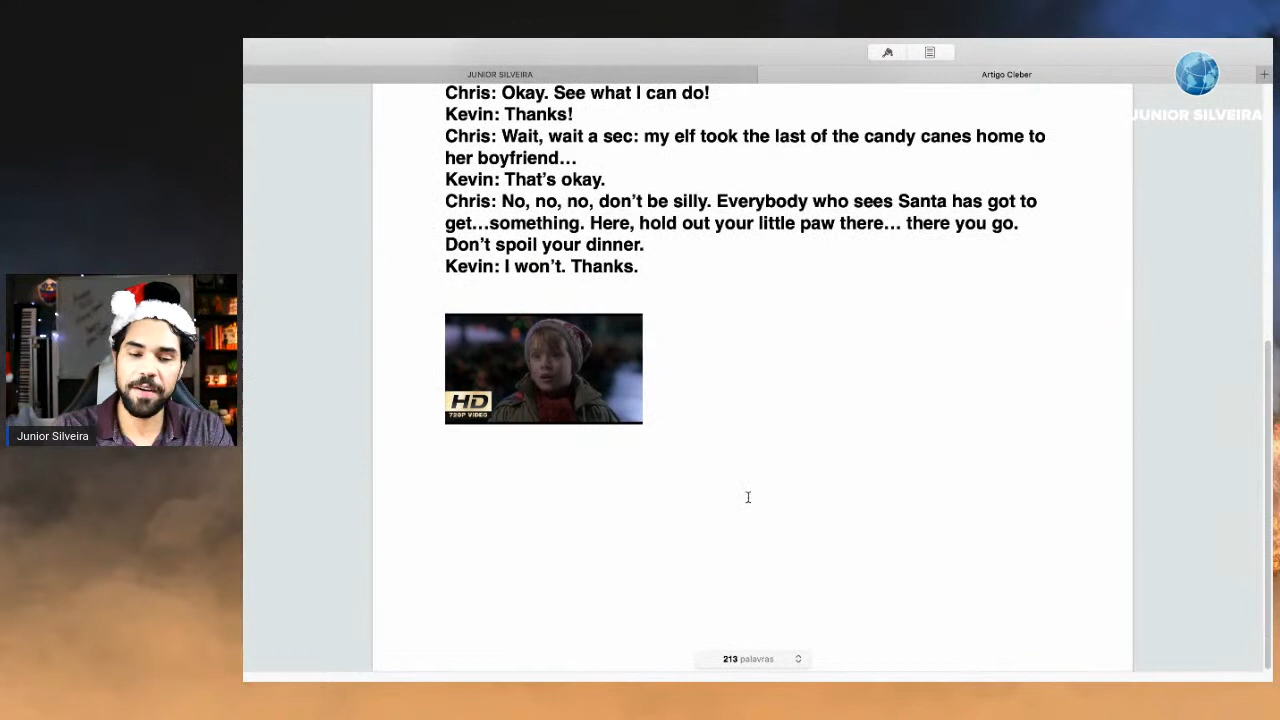 JUNIOR SILVEIRA
Artigo Cleber
JUNIOR SILVEIRA
Chris: Okay. See what I can do!
Kevin: Thanks!
Chris: Wait, wait a sec: my elf took the last of the candy canes home to
her boyfriend…
Kevin: That’s okay.
Chris: No, no, no, don’t be silly. Everybody who sees Santa has got to
get…something. Here, hold out your little paw there… there you go.
Don’t spoil your dinner.
Kevin: I won’t. Thanks.
HD
720P VIDEO
Junior Silveira
213 palavras